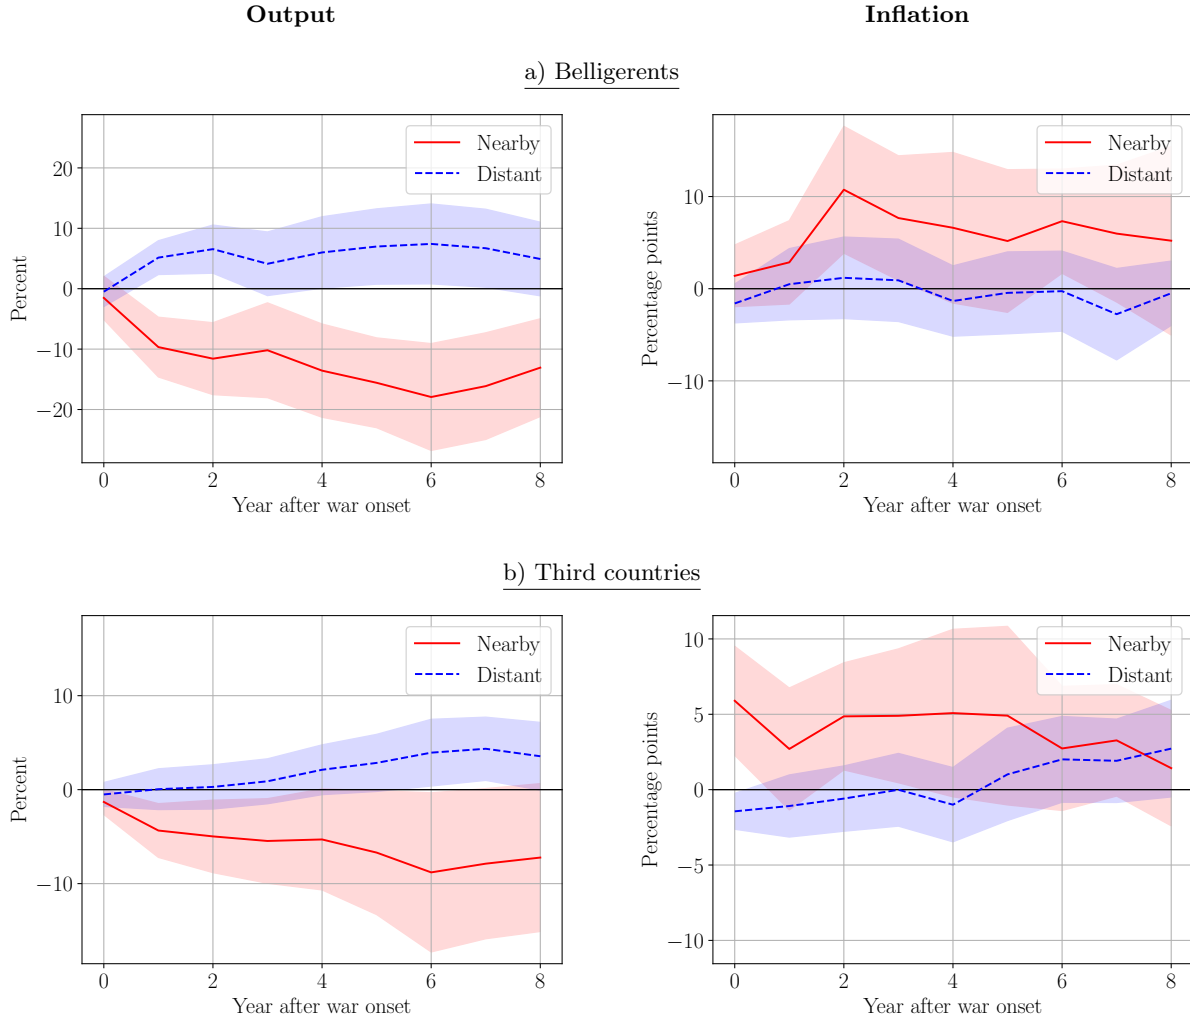 Output
Inflation
a) Belligerents
Nearby
Distant
20
10
0
−10
−20
Percent
0 2 4 6 8
Year after war onset
Nearby
Distant
10
0
−10
Percentage points
0 2 4 6 8
Year after war onset
b) Third countries
Nearby
Distant
10
0
−10
Percent
0 2 4 6 8
Year after war onset
Nearby
Distant
10
5
0
−5
−10
Percentage points
0 2 4 6 8
Year after war onset